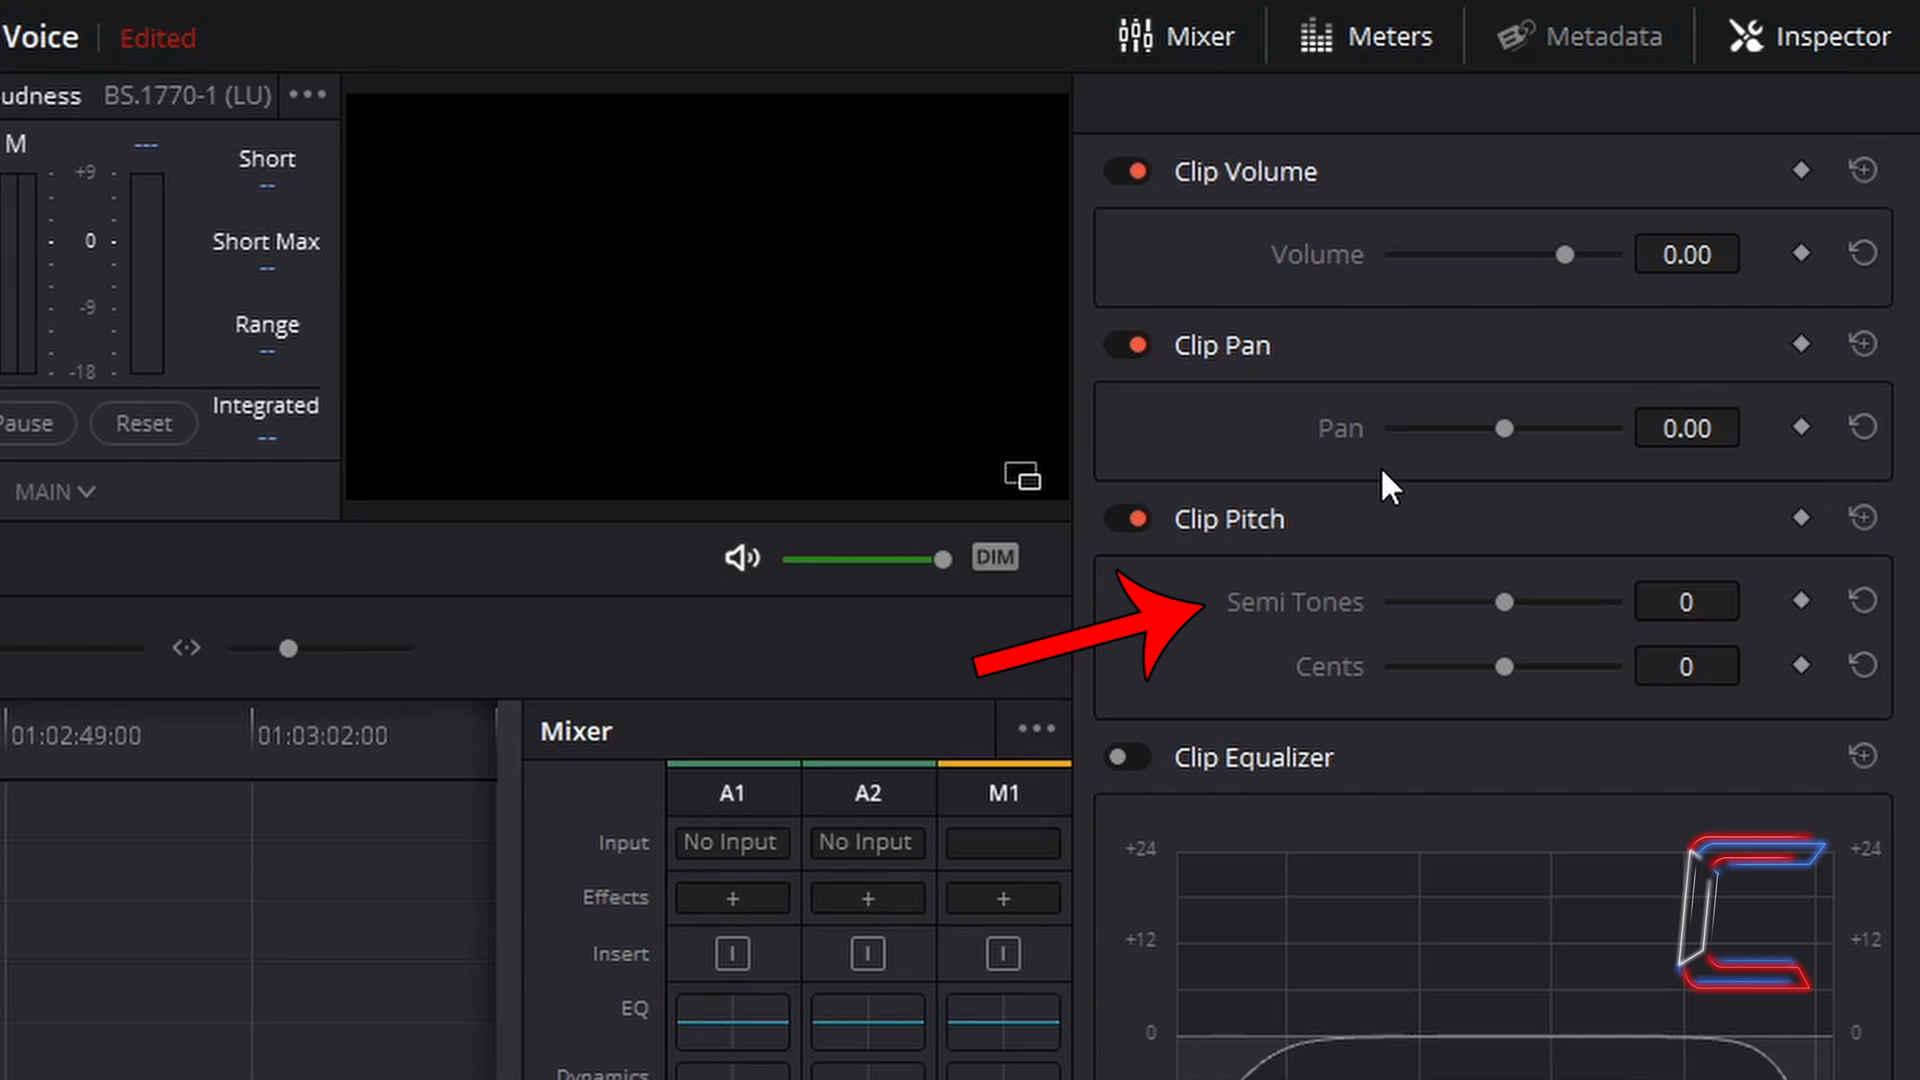 Voice
Edited
Mixer
Meters
Metadata
Inspector
udness
BS.1770-1 (LU)
M
---
+9
0
-9
-18
Short
--
Short Max
--
Range
--
Integrated
--
Pause
Reset
MAIN
DIM
Clip Volume
Volume
0.00
Clip Pan
Pan
0.00
Clip Pitch
Semi Tones
0
Cents
0
Clip Equalizer
+24
+24
+12
+12
0
0
01:02:49:00
01:03:02:00
Mixer
A1
A2
M1
Input
No Input
No Input
Effects
+
+
+
Insert
I
I
I
EQ
Dynamics